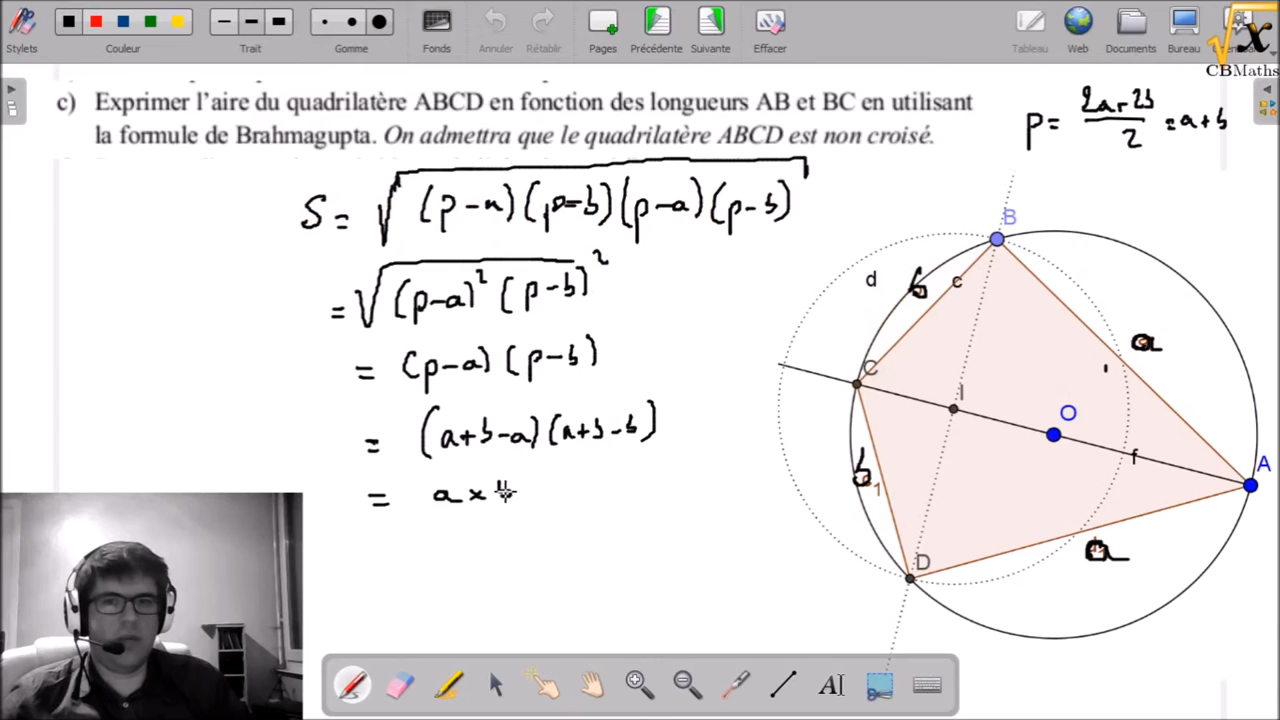 Stylets Couleur Trait Gomme Fonds Annuler Rétablir Pages Précédente Suivante Effacer Tableau Web Documents Bureau
CBMaths
c) Exprimer l'aire du quadrilatère ABCD en fonction des longueurs AB et BC en utilisant
la formule de Brahmagupta. On admettra que le quadrilatère ABCD est non croisé.
P = (2a+2b)/2 = a+b
S = √((p-a)(p-b)(p-a)(p-b))
= √((p-a)²(p-b)²)
= (p-a)(p-b)
= (a+b-a)(a+b-b)
= a×
B
d
b
c
a
C
I
O
f
A
b
D
a
AI